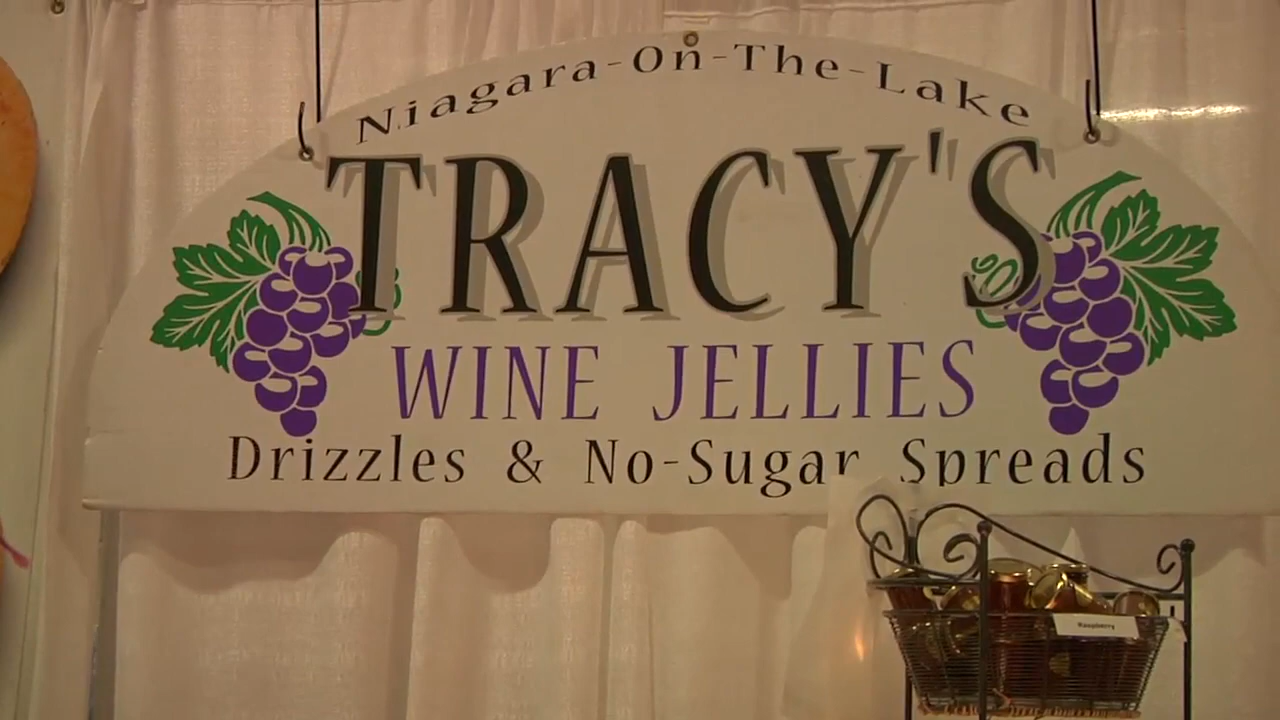 Niagara-On-The-Lake
TRACY'S
WINE JELLIES
Drizzles & No-Sugar Spreads
Raspberry